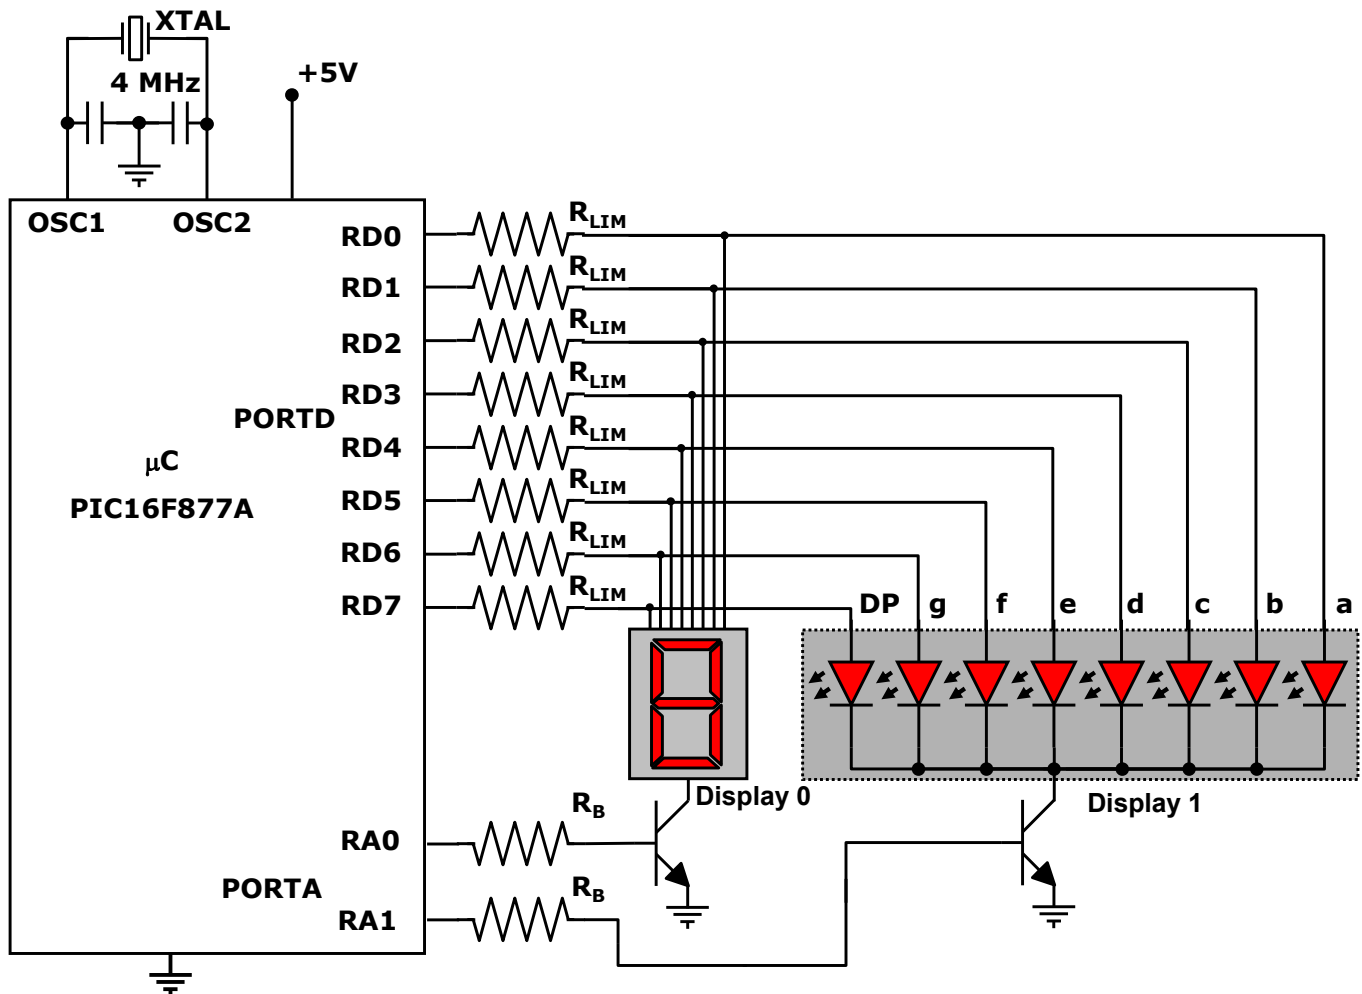 XTAL
4 MHz
+5V
OSC1
OSC2
RD0
RLIM
RD1
RLIM
RD2
RLIM
RD3
RLIM
PORTD
RD4
RLIM
μC
PIC16F877A
RD5
RLIM
RD6
RLIM
RD7
RLIM
DP g f e d c b a
Display 0
Display 1
RA0
RB
PORTA
RA1
RB